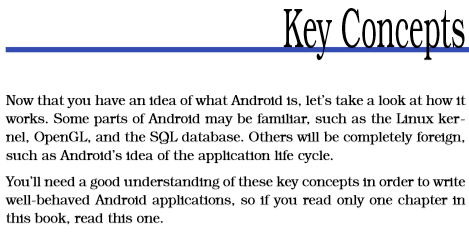 Key Concepts
Now that you have an idea of what Android is, let's take a look at how it
works. Some parts of Android may be familiar, such as the Linux ker-
nel, OpenGL, and the SQL database. Others will be completely foreign,
such as Android's idea of the application life cycle.
You'll need a good understanding of these key concepts in order to write
well-behaved Android applications, so if you read only one chapter in
this book, read this one.